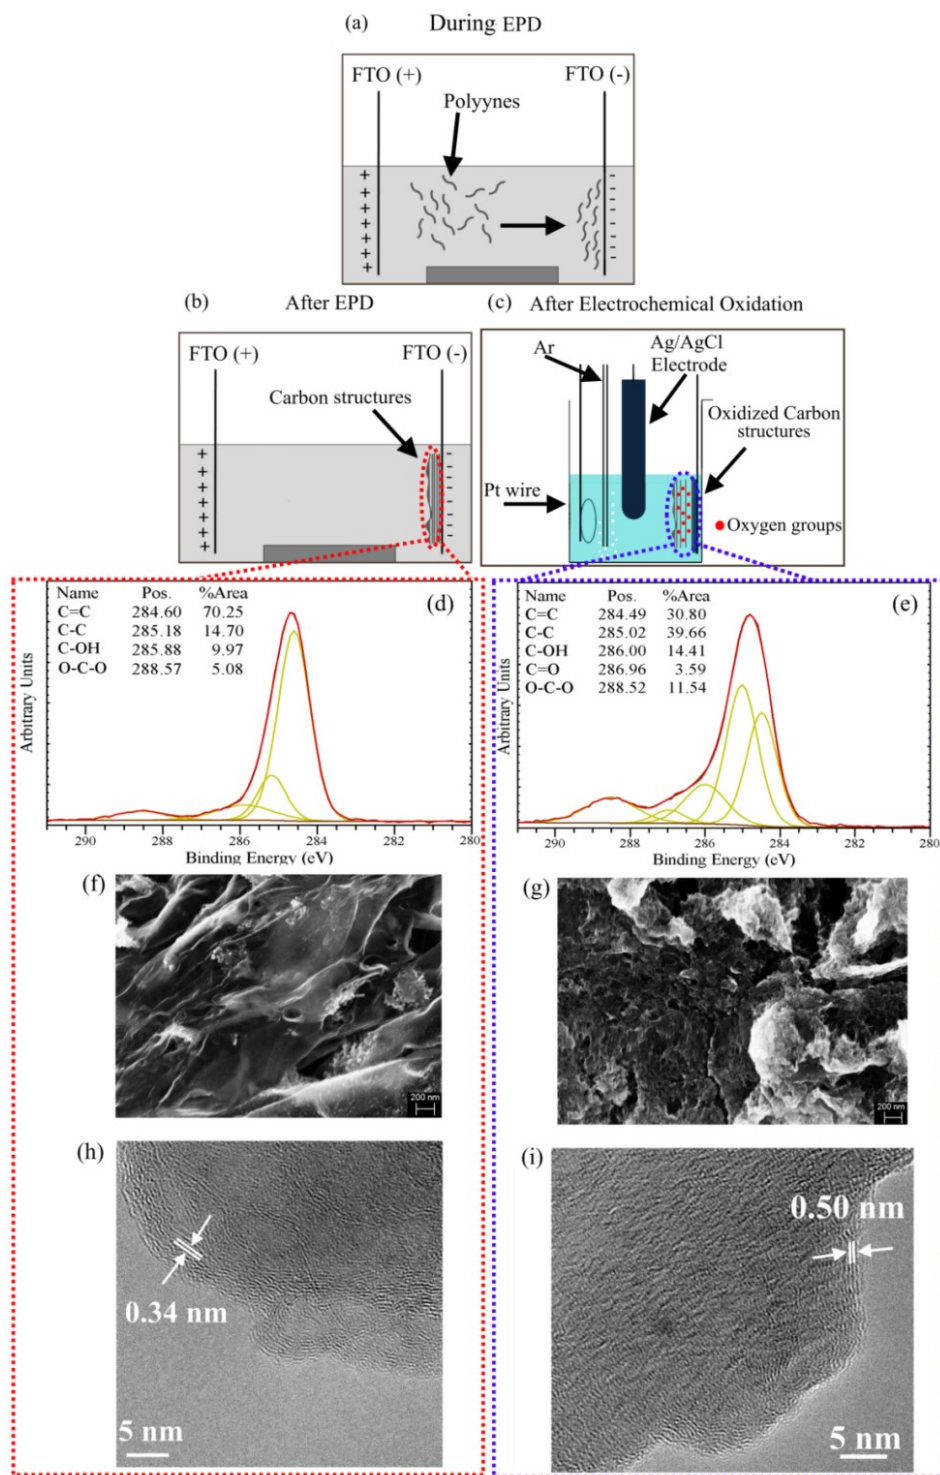 (a) During EPD
FTO (+) FTO (-)
Polyynes
+ + + + + + +
- - - - - - -
(b) After EPD
FTO (+) FTO (-)
Carbon structures
+ + + + + + +
- - - - - - -
(c) After Electrochemical Oxidation
Ar
Ag/AgCl
Electrode
Oxidized Carbon
structures
Pt wire
Oxygen groups
(d)
Name Pos. %Area
C=C 284.60 70.25
C-C 285.18 14.70
C-OH 285.88 9.97
O-C-O 288.57 5.08
Arbitrary Units
290 288 286 284 282 280
Binding Energy (eV)
(e)
Name Pos. %Area
C=C 284.49 30.80
C-C 285.02 39.66
C-OH 286.00 14.41
C=O 286.96 3.59
O-C-O 288.52 11.54
Arbitrary Units
290 288 286 284 282 280
Binding Energy (eV)
(f)
200 nm
(g)
200 nm
(h)
0.34 nm
5 nm
(i)
0.50 nm
5 nm